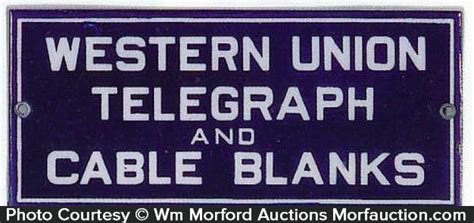 WESTERN UNION
TELEGRAPH
AND
CABLE BLANKS
Photo Courtesy © Wm Morford Auctions Morfauction.com